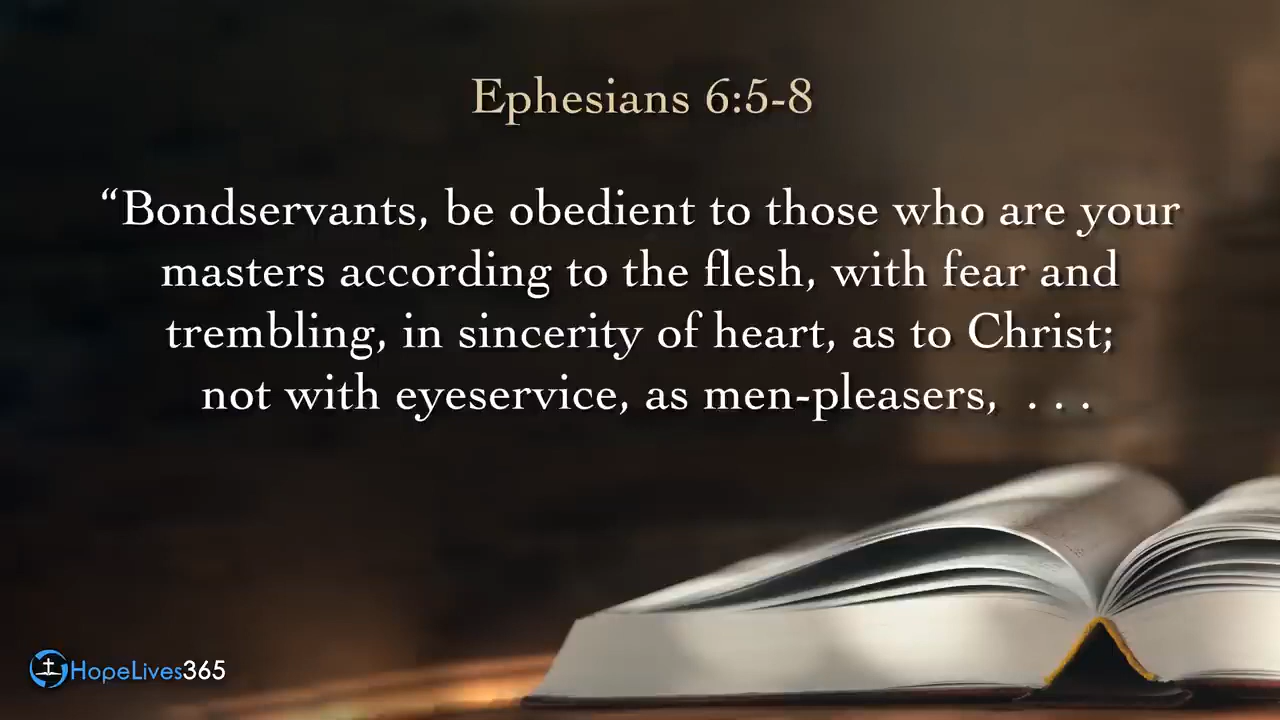 Ephesians 6:5-8
“Bondservants, be obedient to those who are your
masters according to the flesh, with fear and
trembling, in sincerity of heart, as to Christ;
not with eyeservice, as men-pleasers, . . .
HopeLives365